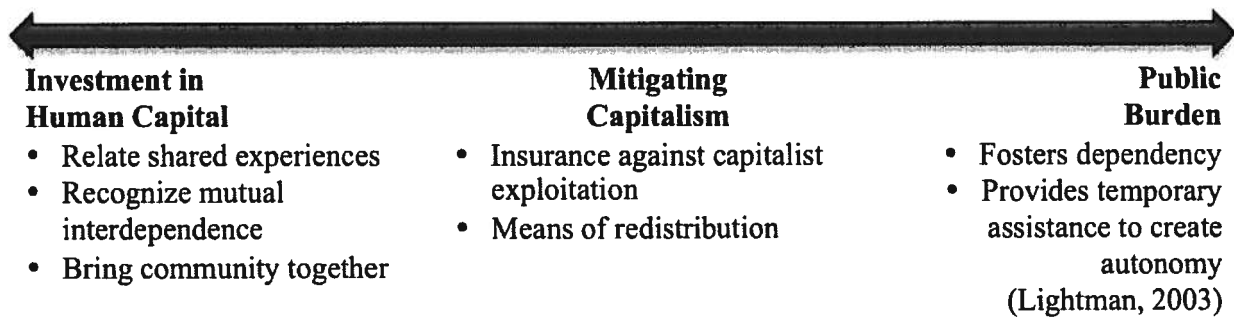 Investment in
Human Capital
• Relate shared experiences
• Recognize mutual
interdependence
• Bring community together
Mitigating
Capitalism
• Insurance against capitalist
exploitation
• Means of redistribution
Public
Burden
• Fosters dependency
• Provides temporary
assistance to create
autonomy
(Lightman, 2003)